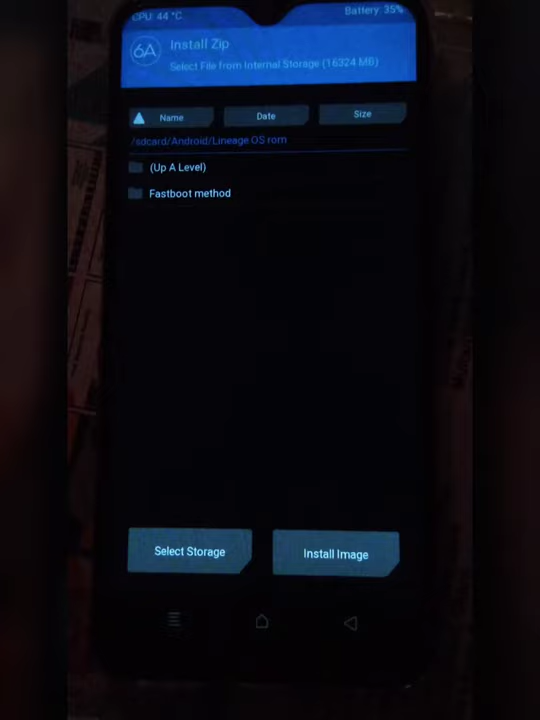 CPU: 44 °C
Battery: 35%
6A
Install Zip
Select File from Internal Storage (16324 MB)
Name
Date
Size
/sdcard/Android/Lineage OS rom
(Up A Level)
Fastboot method
Select Storage
Install Image